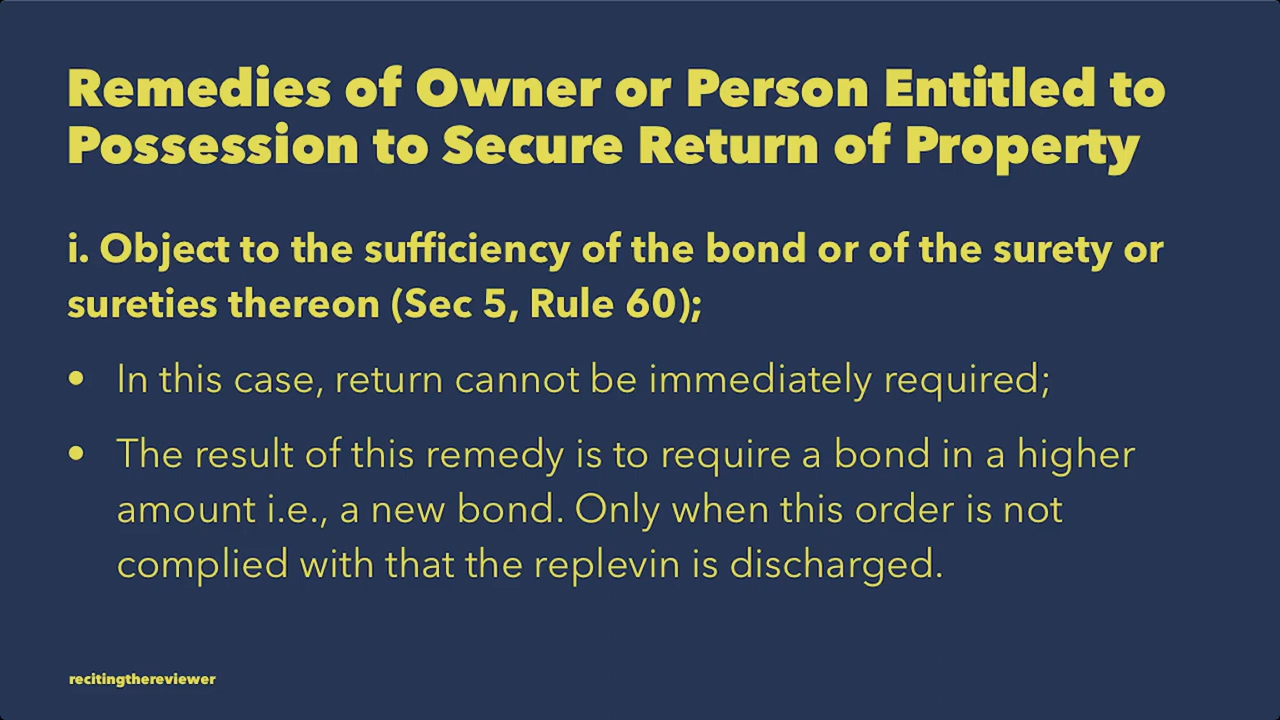 Remedies of Owner or Person Entitled to
Possession to Secure Return of Property
i. Object to the sufficiency of the bond or of the surety or
sureties thereon (Sec 5, Rule 60);
• In this case, return cannot be immediately required;
• The result of this remedy is to require a bond in a higher
amount i.e., a new bond. Only when this order is not
complied with that the replevin is discharged.
recitingthereviewer